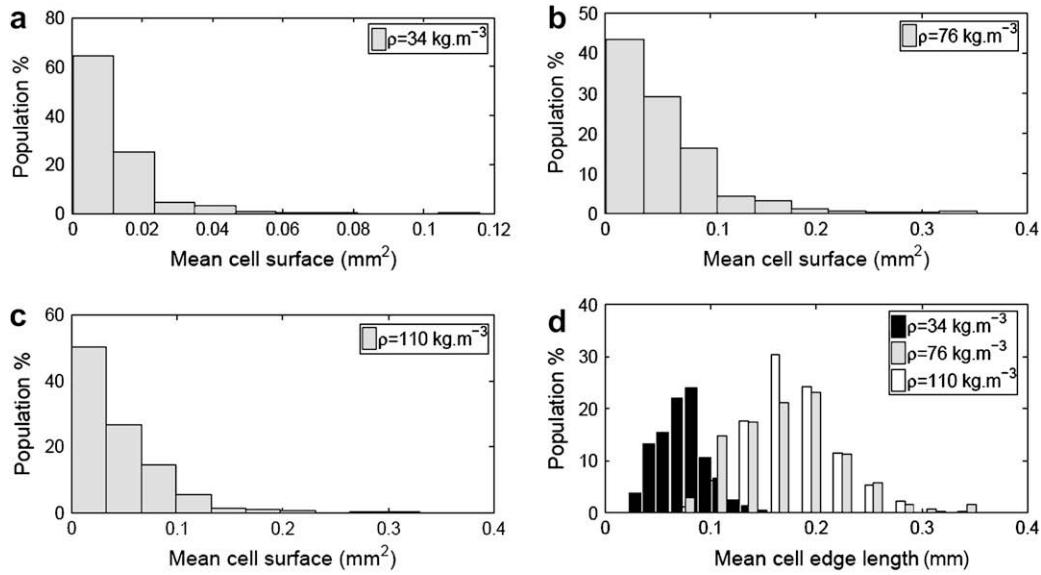 a
ρ=34 kg.m⁻³
80
60
40
20
0
Population %
0.02 0.04 0.06 0.08 0.1 0.12
Mean cell surface (mm²)
b
ρ=76 kg.m⁻³
50
40
30
20
10
0
Population %
0.1 0.2 0.3 0.4
Mean cell surface (mm²)
c
ρ=110 kg.m⁻³
60
40
20
0
Population %
0 0.1 0.2 0.3 0.4
Mean cell surface (mm²)
d
ρ=34 kg.m⁻³
ρ=76 kg.m⁻³
ρ=110 kg.m⁻³
40
30
20
10
0
Population %
0 0.1 0.2 0.3 0.4
Mean cell edge length (mm)